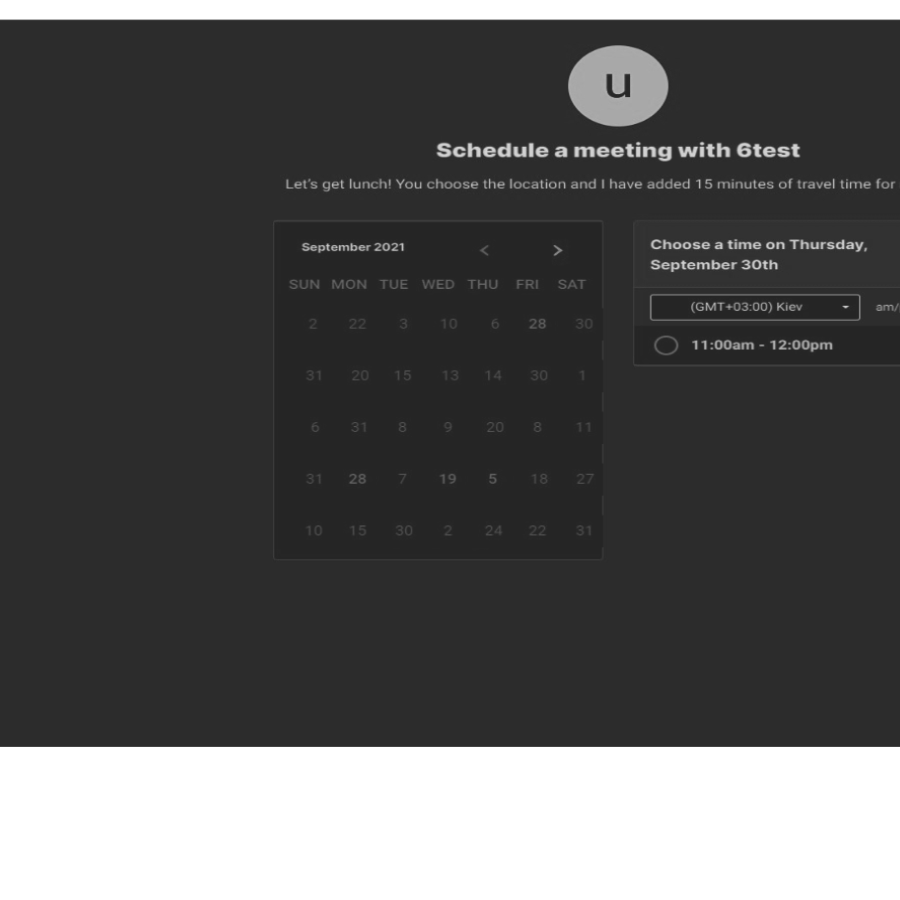 u
Schedule a meeting with 6test
Let's get lunch! You choose the location and I have added 15 minutes of travel time for
September 2021 < >
SUN MON TUE WED THU FRI SAT
2 22 3 10 6 28 30
31 20 15 13 14 30 1
6 31 8 9 20 8 11
31 28 7 19 5 18 27
10 15 30 2 24 22 31
Choose a time on Thursday,
September 30th
(GMT+03:00) Kiev
am/
11:00am - 12:00pm